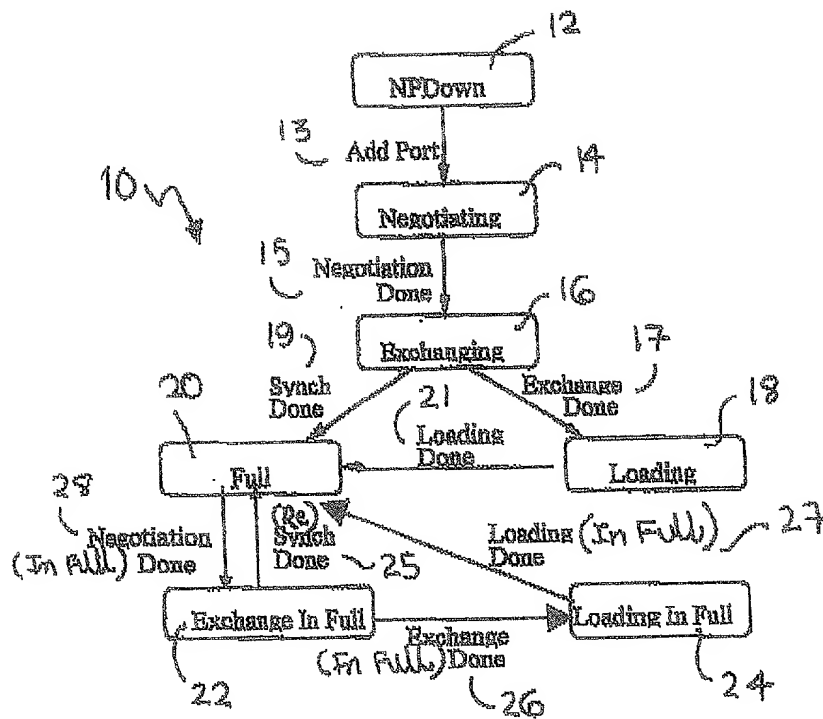 12
NPDown
13
Add Port
10
14
Negotiating
15
Negotiation
Done
16
Exchanging
19
Synch
Done
17
Exchange
Done
20
21
Loading
Done
18
Full
Loading
28
Negotiation
(In Full) Done
(Re)
Synch
Done
25
Loading (In Full)
Done
27
Exchange In Full
Loading In Full
22
Exchange
(In Full) Done
26
24